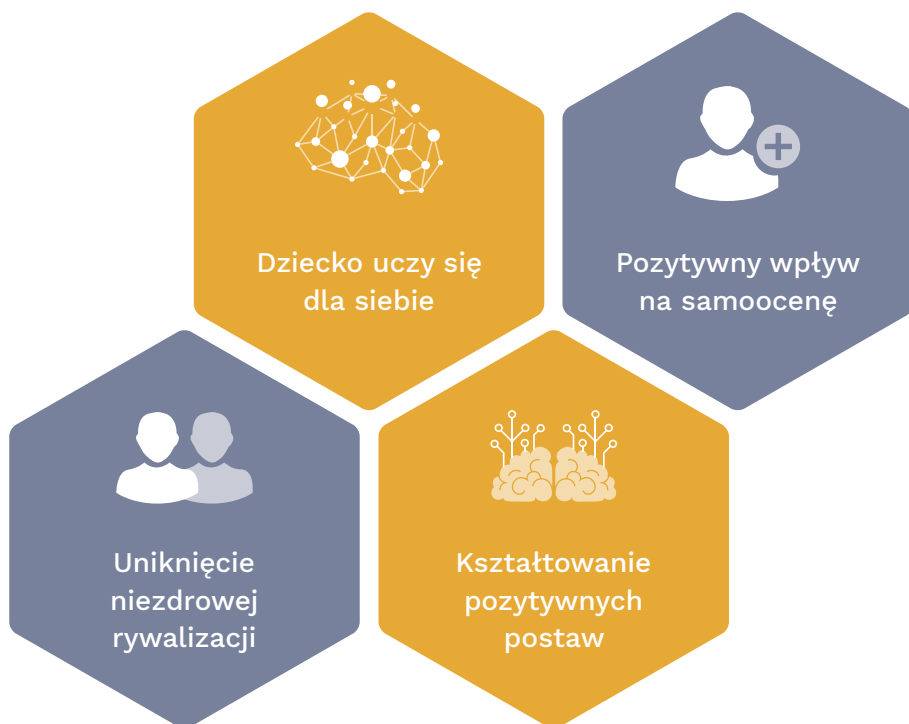 Dziecko uczy się
dla siebie
Pozytywny wpływ
na samoocenę
Uniknięcie
niezdrowej
rywalizacji
Kształtowanie
pozytywnych
postaw